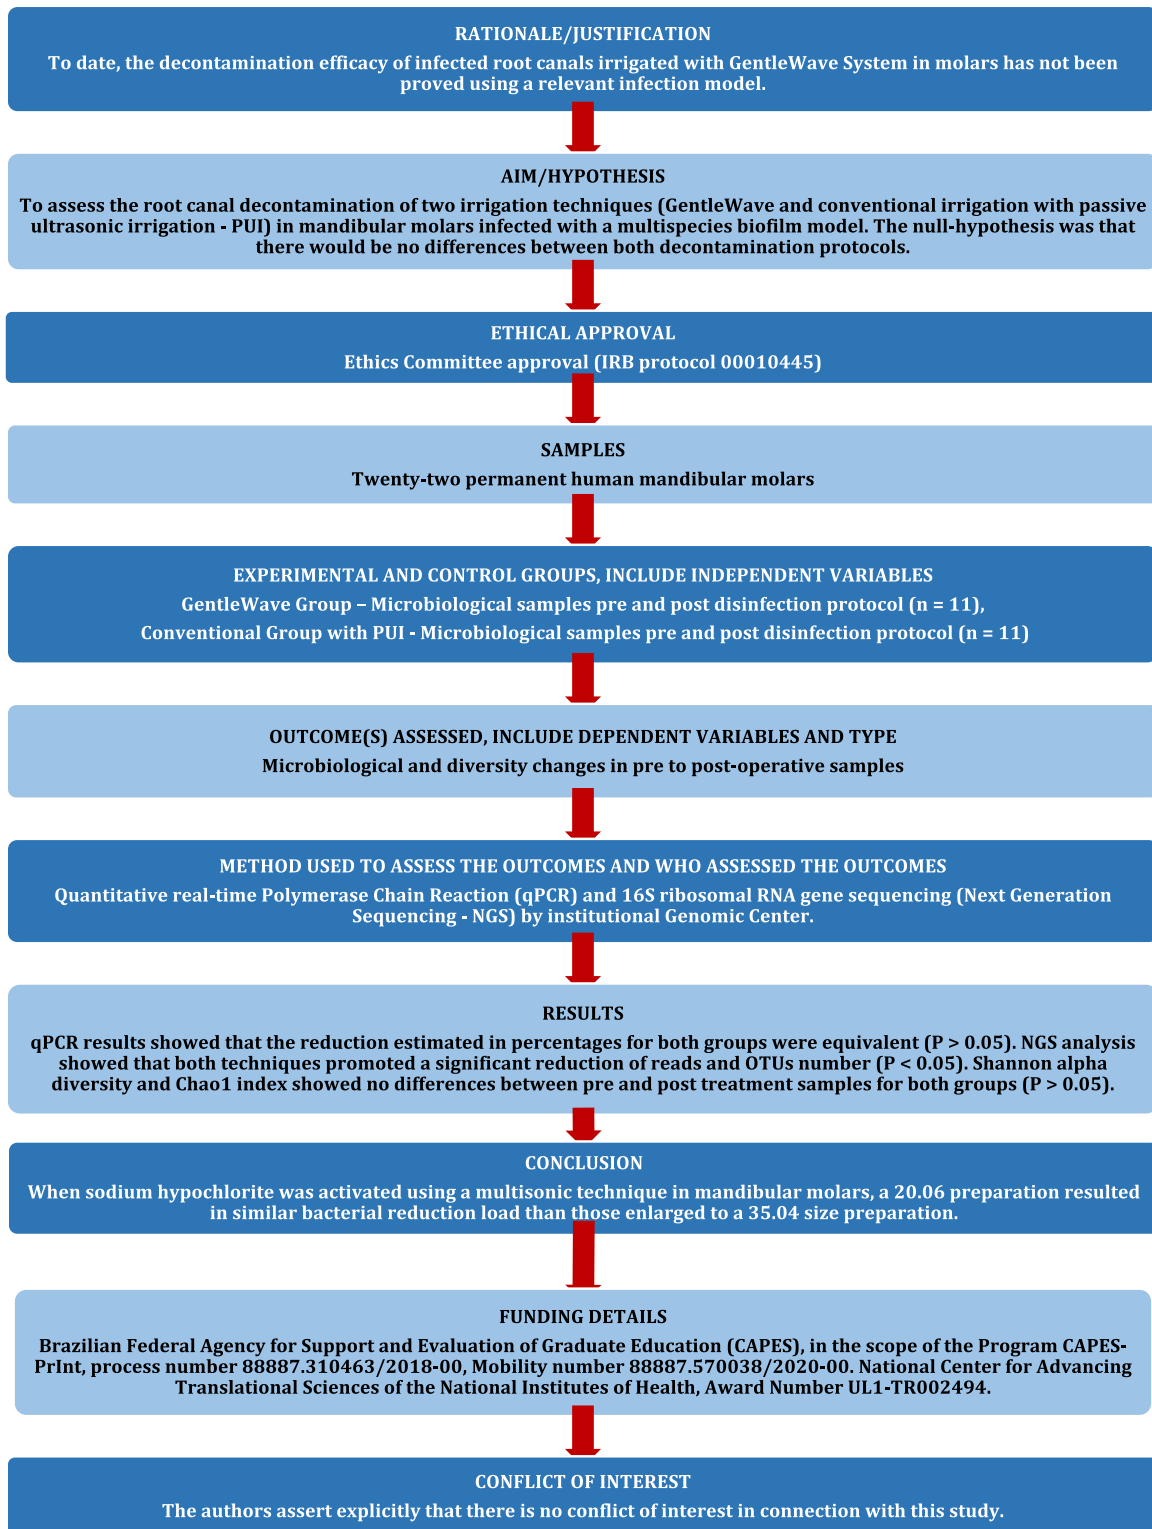 RATIONALE/JUSTIFICATION
To date, the decontamination efficacy of infected root canals irrigated with GentleWave System in molars has not been
proved using a relevant infection model.
AIM/HYPOTHESIS
To assess the root canal decontamination of two irrigation techniques (GentleWave and conventional irrigation with passive
ultrasonic irrigation - PUI) in mandibular molars infected with a multispecies biofilm model. The null-hypothesis was that
there would be no differences between both decontamination protocols.
ETHICAL APPROVAL
Ethics Committee approval (IRB protocol 00010445)
SAMPLES
Twenty-two permanent human mandibular molars
EXPERIMENTAL AND CONTROL GROUPS, INCLUDE INDEPENDENT VARIABLES
GentleWave Group – Microbiological samples pre and post disinfection protocol (n = 11),
Conventional Group with PUI - Microbiological samples pre and post disinfection protocol (n = 11)
OUTCOME(S) ASSESSED, INCLUDE DEPENDENT VARIABLES AND TYPE
Microbiological and diversity changes in pre to post-operative samples
METHOD USED TO ASSESS THE OUTCOMES AND WHO ASSESSED THE OUTCOMES
Quantitative real-time Polymerase Chain Reaction (qPCR) and 16S ribosomal RNA gene sequencing (Next Generation
Sequencing - NGS) by institutional Genomic Center.
RESULTS
qPCR results showed that the reduction estimated in percentages for both groups were equivalent (P > 0.05). NGS analysis
showed that both techniques promoted a significant reduction of reads and OTUs number (P < 0.05). Shannon alpha
diversity and Chao1 index showed no differences between pre and post treatment samples for both groups (P > 0.05).
CONCLUSION
When sodium hypochlorite was activated using a multisonic technique in mandibular molars, a 20.06 preparation resulted
in similar bacterial reduction load than those enlarged to a 35.04 size preparation.
FUNDING DETAILS
Brazilian Federal Agency for Support and Evaluation of Graduate Education (CAPES), in the scope of the Program CAPES-
PrInt, process number 88887.310463/2018-00, Mobility number 88887.570038/2020-00. National Center for Advancing
Translational Sciences of the National Institutes of Health, Award Number UL1-TR002494.
CONFLICT OF INTEREST
The authors assert explicitly that there is no conflict of interest in connection with this study.